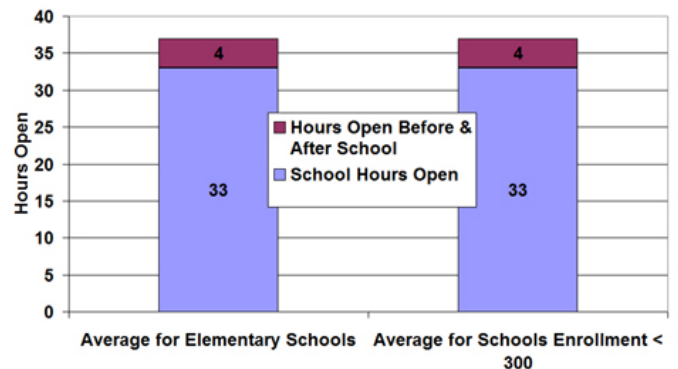 40
35
30
25
20
15
10
5
0
Hours Open
4
33
4
33
Hours Open Before &
After School
School Hours Open
Average for Elementary Schools
Average for Schools Enrollment <
300